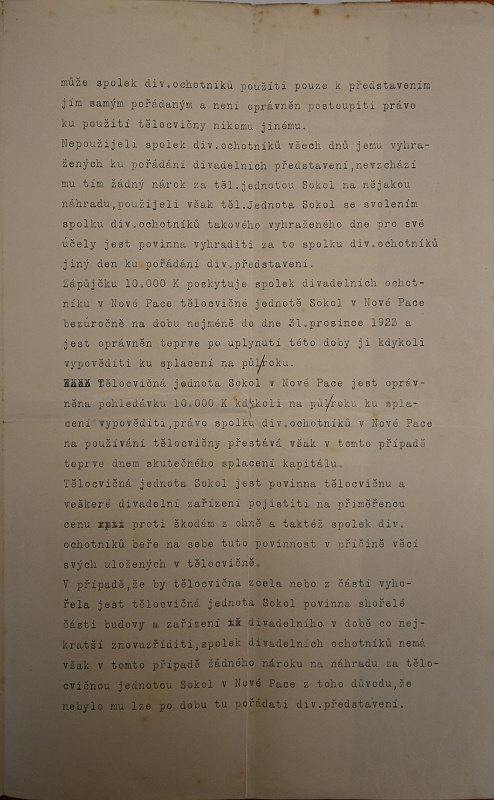 může spolek div.ochotníků použíti pouze k představením
jím samým pořádaným a není oprávněn postoupiti právo
ku použití tělocvičny nikomu jinému.
Nepoužijeli spolek div.ochotníků všech dnů jemu vyhra-
žených ku pořádání divadelních představení,nevzchází
mu tím žádný nárok za těl.jednotou Sokol na nějakou
náhradu,použijeli však těl.Jednota Sokol se svolením
spolku div.ochotníků takového vyhraženého dne pro své
účely jest povinna vyhraditi za to spolku div.ochotníků
jiný den ku pořádání div.představení.
Zápůjčku 10.000 K poskytuje spolek divadelních ochot-
níku v Nové Pace tělocvičné jednotě Sokol v Nové Pace
bezúročně na dobu nejméně do dne 31.prosince 1923 a
jest oprávněn teprve po uplynutí této doby ji kdykoli
vypověděti ku splacení na půl/roku.
Tělocvičná jednota Sokol v Nové Pace jest opráv-
něna pohledávku 10.000 K kdykoli na půl/roku ku spla-
cení vypověděti,právo spolku div.ochotníků v Nové Pace
na používání tělocvičny přestává však v tomto případě
teprve dnem skutečného splacení kapitálu.
Tělocvičná jednota Sokol jest povinna tělocvičnu a
veškeré divadelní zařízení pojistiti na přiměřenou
cenu proti škodám z ohně a taktéž spolek div.
ochotníků beře na sebe tuto povinnost v příčině věcí
svých uložených v tělocvičně.
V případě,že by tělocvična zcela nebo z části vyho-
řela jest tělocvičná jednota Sokol povinna shořelé
části budovy a zařízení divadelního v době co nej-
kratší znovuzříditi,spolek divadelních ochotníků nemá
však v tomto případě žádného nároku na náhradu za tělo-
cvičnou jednotou Sokol v Nové Pace z toho důvodu,že
nebylo mu lze po dobu tu pořádati div.představení.